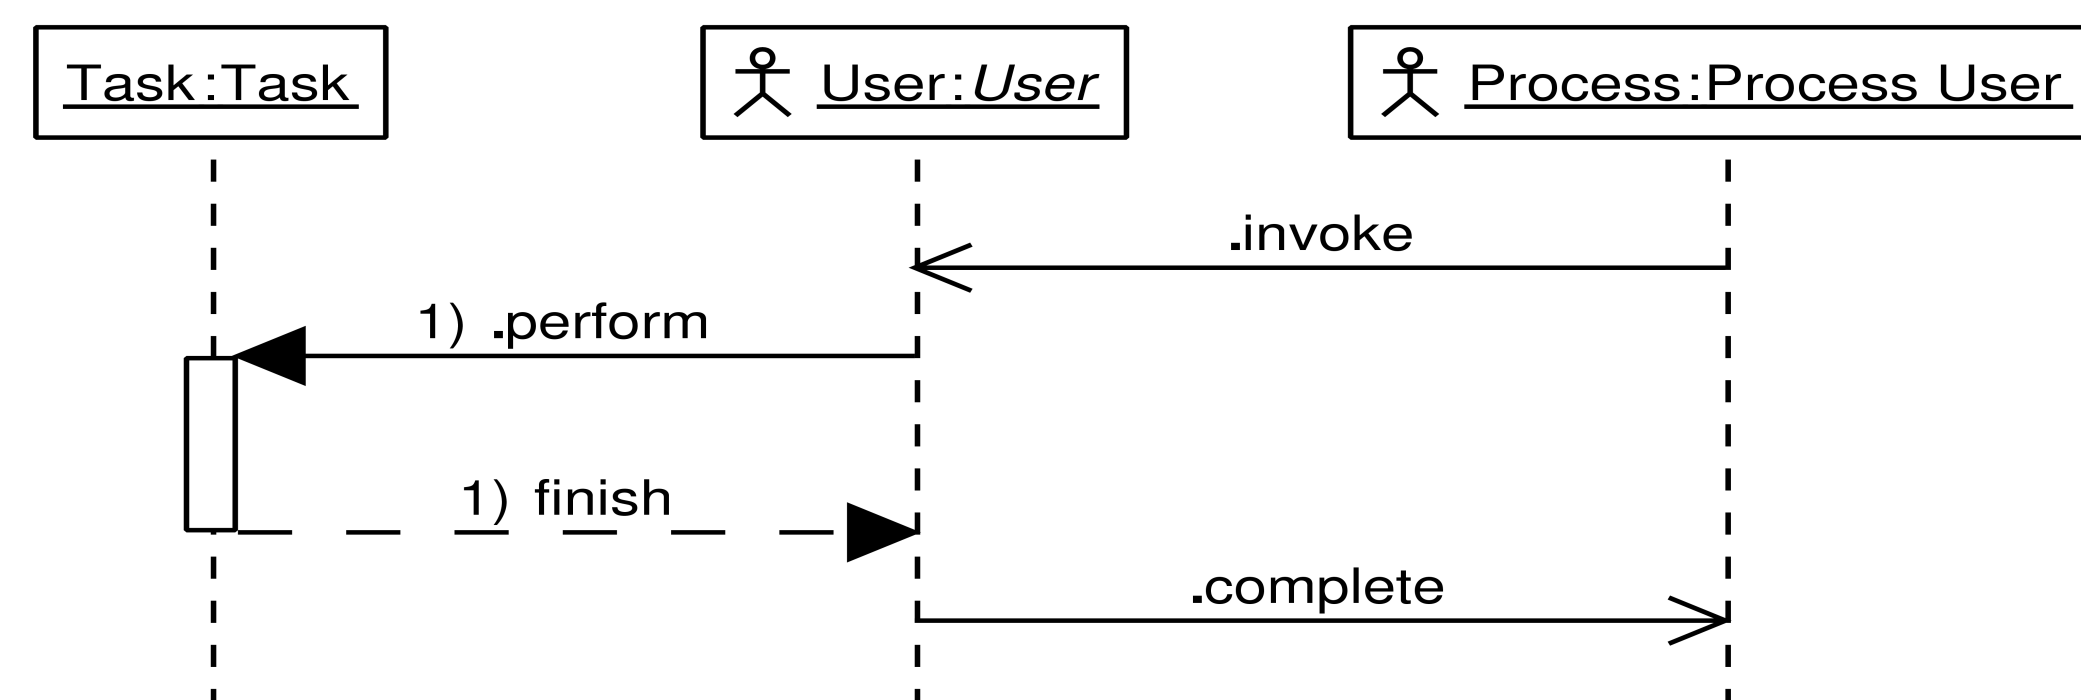 Task:Task
User:User
Process:Process User
.invoke
1) .perform
1) finish
.complete